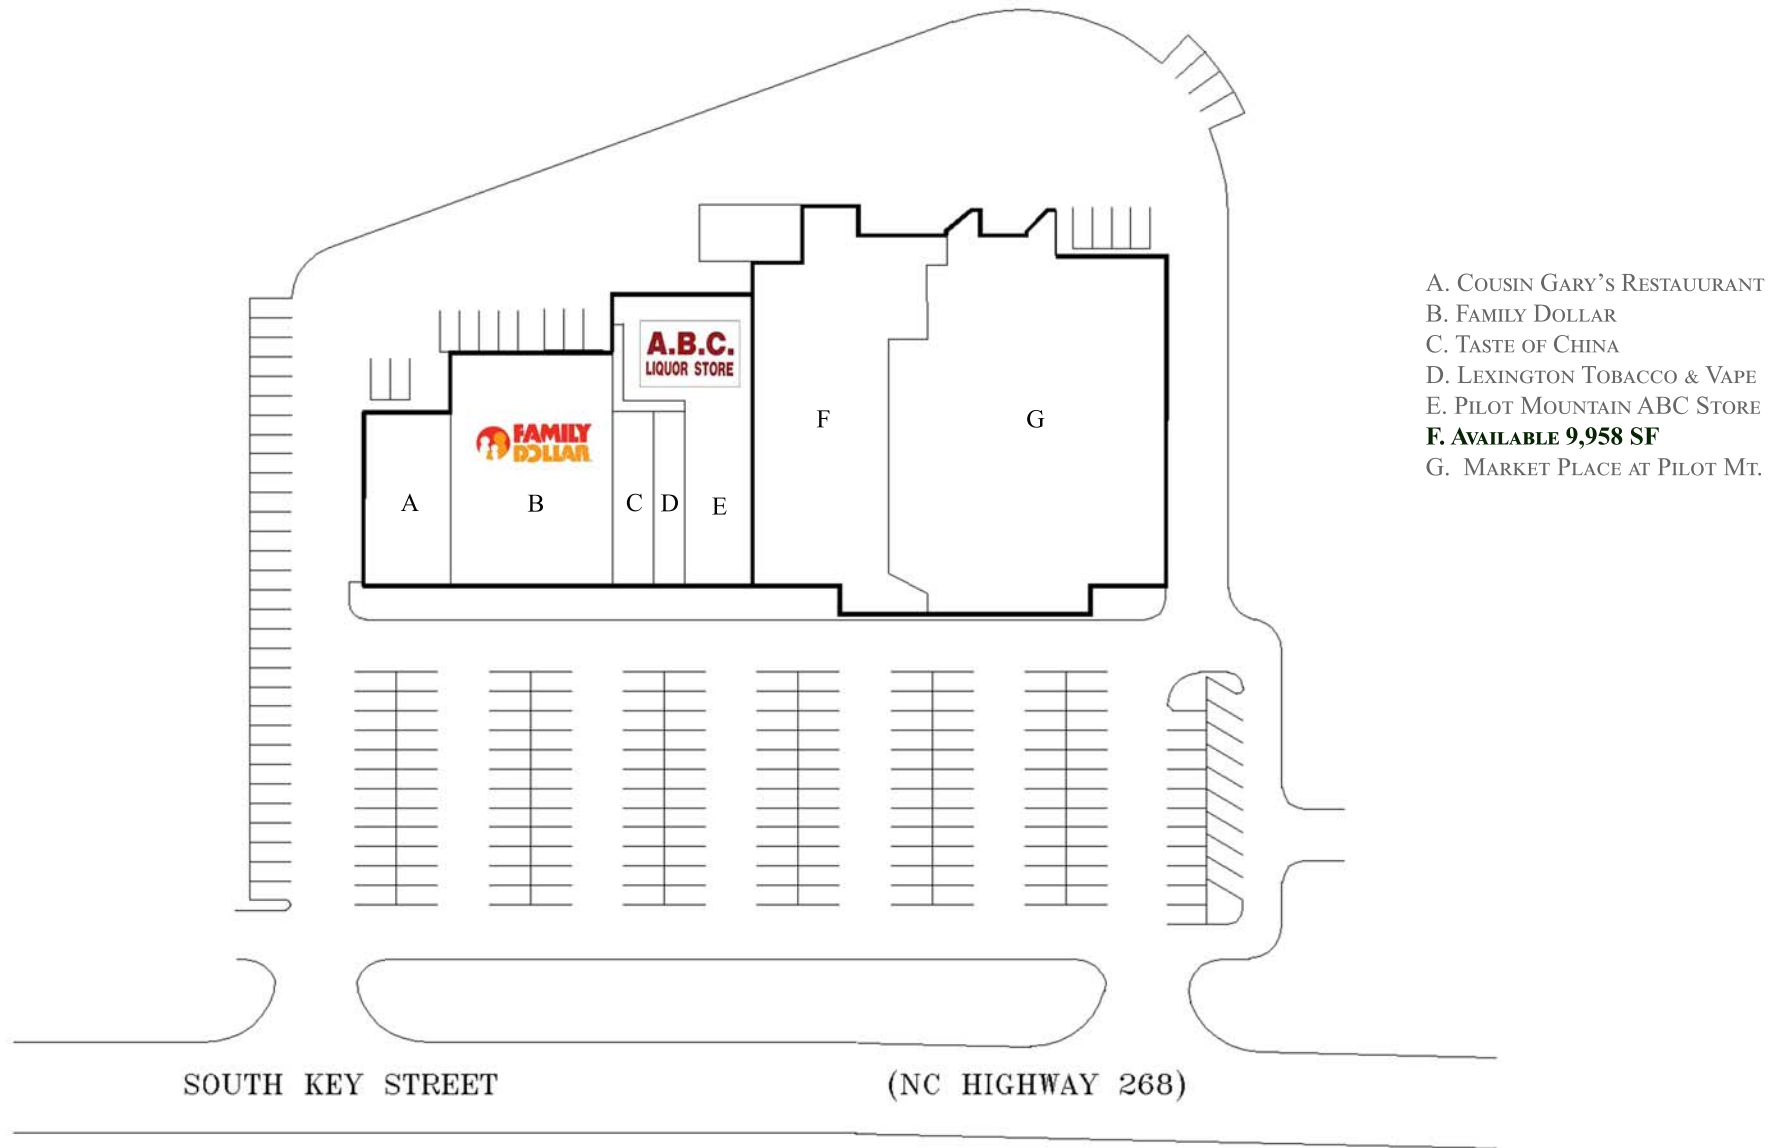 A.B.C.
LIQUOR STORE
FAMILY
DOLLAR
A
B
C
D
E
F
G
A. Cousin Gary's Restauurant
B. Family Dollar
C. Taste of China
D. Lexington Tobacco & Vape
E. Pilot Mountain ABC Store
F. Available 9,958 SF
G. Market Place at Pilot Mt.
SOUTH KEY STREET (NC HIGHWAY 268)